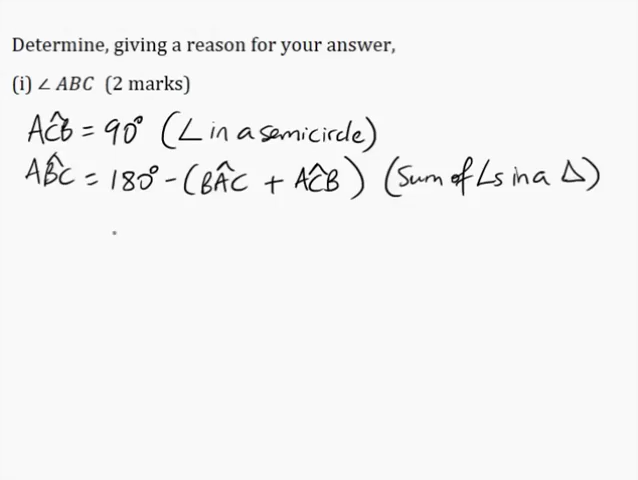 Determine, giving a reason for your answer,
(i) ∠ ABC (2 marks)
AĈB = 90° (∠ in a semicircle)
AB̂C = 180° - (BÂC + AĈB) (Sum of ∠s in a △)